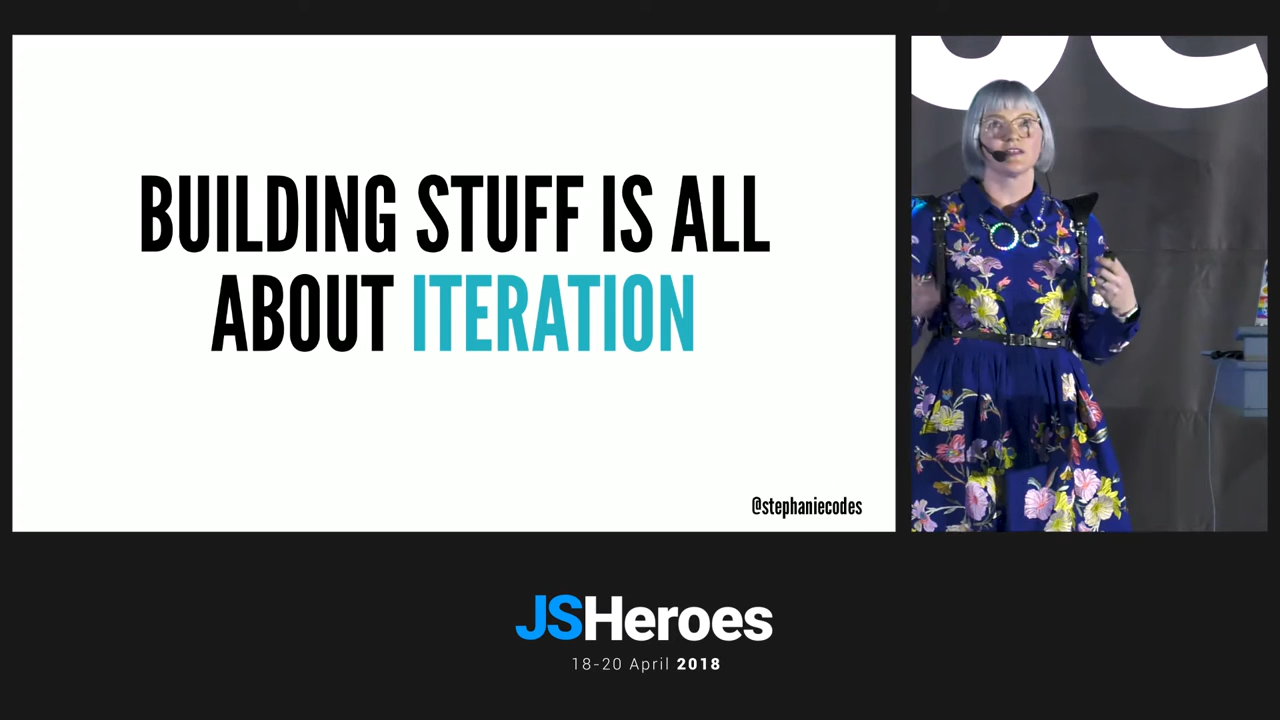 BUILDING STUFF IS ALL
ABOUT ITERATION
@stephaniecodes
JSHeroes
18-20 April 2018